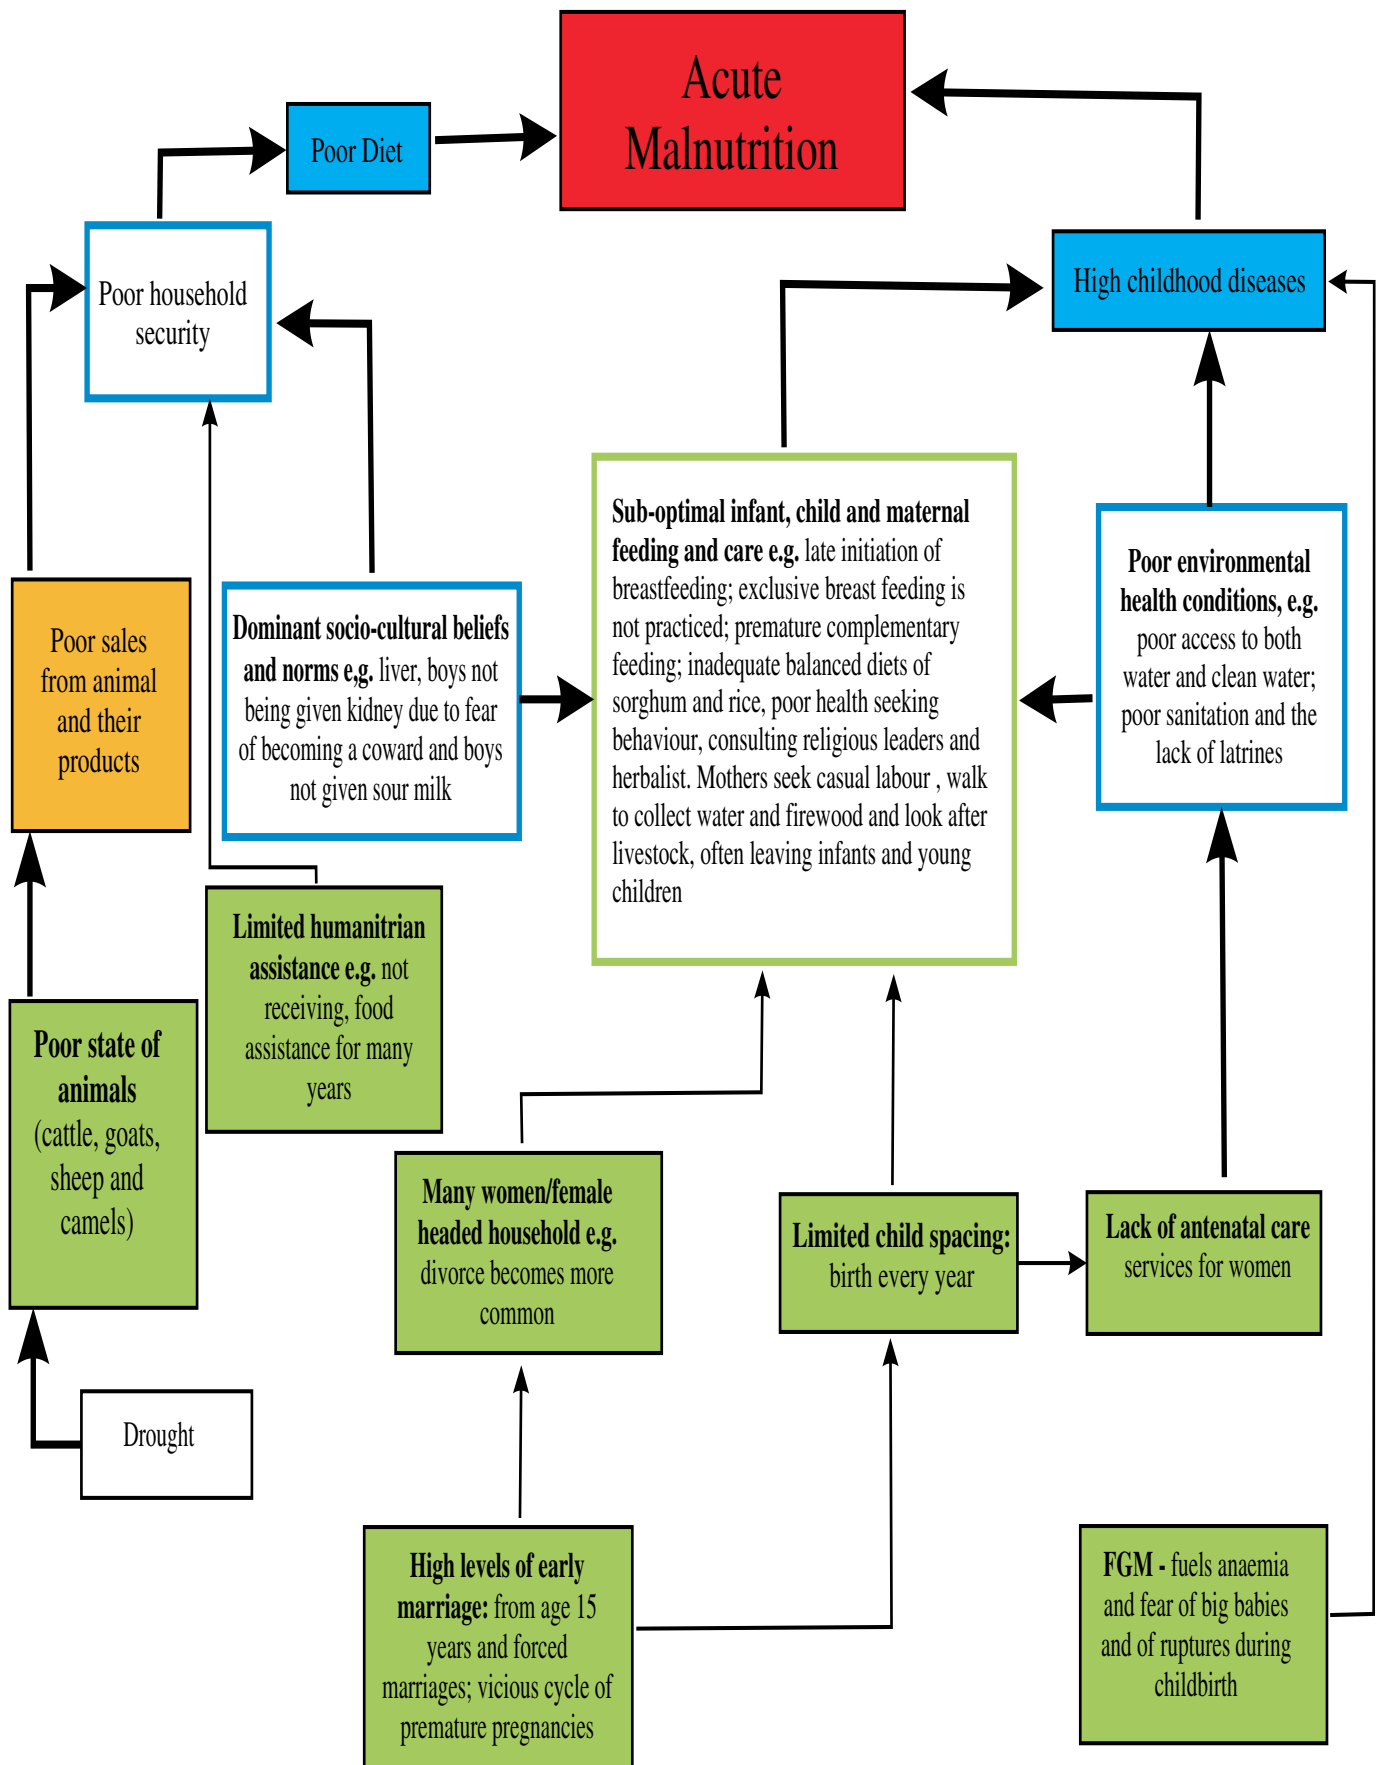 Acute
Malnutrition
Poor Diet
Poor household
security
High childhood diseases
Sub-optimal infant, child and maternal
feeding and care e.g. late initiation of
breastfeeding; exclusive breast feeding is
not practiced; premature complementary
feeding; inadequate balanced diets of
sorghum and rice, poor health seeking
behaviour, consulting religious leaders and
herbalist. Mothers seek casual labour , walk
to collect water and firewood and look after
livestock, often leaving infants and young
children
Poor environmental
health conditions, e.g.
poor access to both
water and clean water;
poor sanitation and the
lack of latrines
Poor sales
from animal
and their
products
Dominant socio-cultural beliefs
and norms e,g. liver, boys not
being given kidney due to fear
of becoming a coward and boys
not given sour milk
Limited humanitrian
assistance e.g. not
receiving, food
assistance for many
years
Poor state of
animals
(cattle, goats,
sheep and
camels)
Many women/female
headed household e.g.
divorce becomes more
common
Limited child spacing:
birth every year
Lack of antenatal care
services for women
Drought
High levels of early
marriage: from age 15
years and forced
marriages; vicious cycle of
premature pregnancies
FGM - fuels anaemia
and fear of big babies
and of ruptures during
childbirth